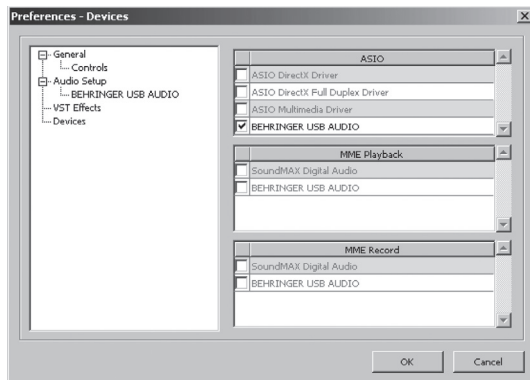 Preferences - Devices
General
Controls
Audio Setup
BEHRINGER USB AUDIO
VST Effects
Devices
ASIO
ASIO DirectX Driver
ASIO DirectX Full Duplex Driver
ASIO Multimedia Driver
BEHRINGER USB AUDIO
MME Playback
SoundMAX Digital Audio
BEHRINGER USB AUDIO
MME Record
SoundMAX Digital Audio
BEHRINGER USB AUDIO
OK
Cancel